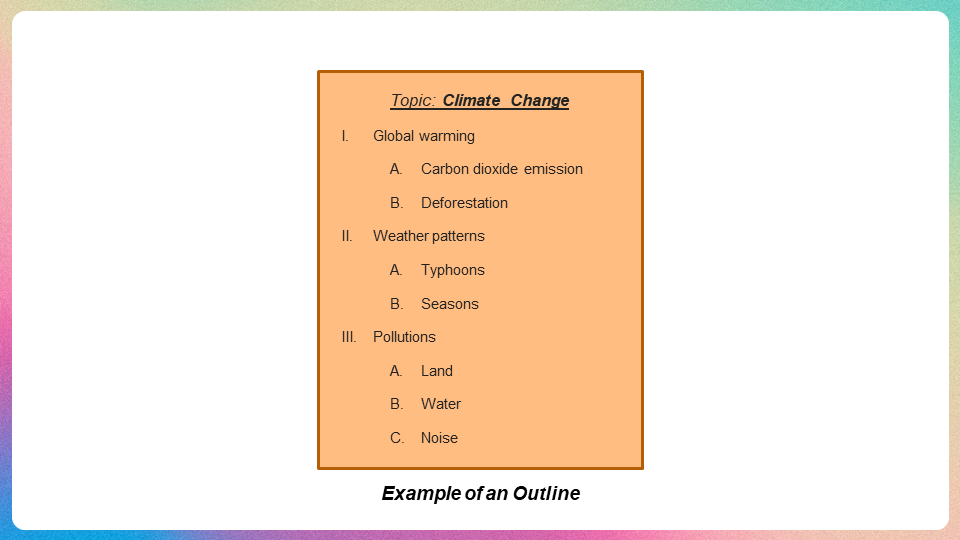 Topic: Climate Change
I. Global warming
A. Carbon dioxide emission
B. Deforestation
II. Weather patterns
A. Typhoons
B. Seasons
III. Pollutions
A. Land
B. Water
C. Noise
Example of an Outline